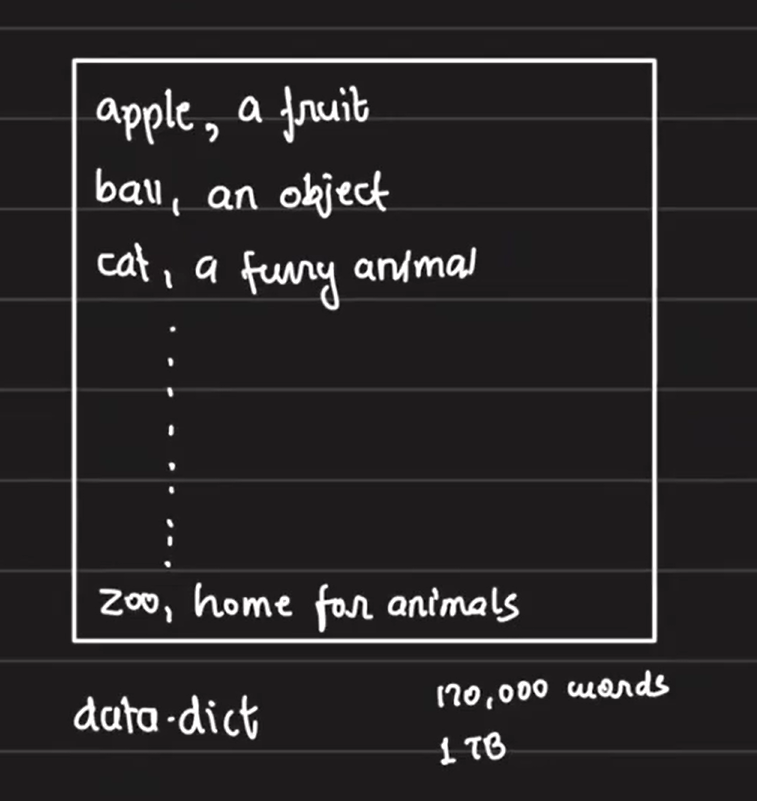 apple, a fruit
ball, an object
cat, a furry animal
zoo, home for animals
data.dict
170,000 words
1 TB